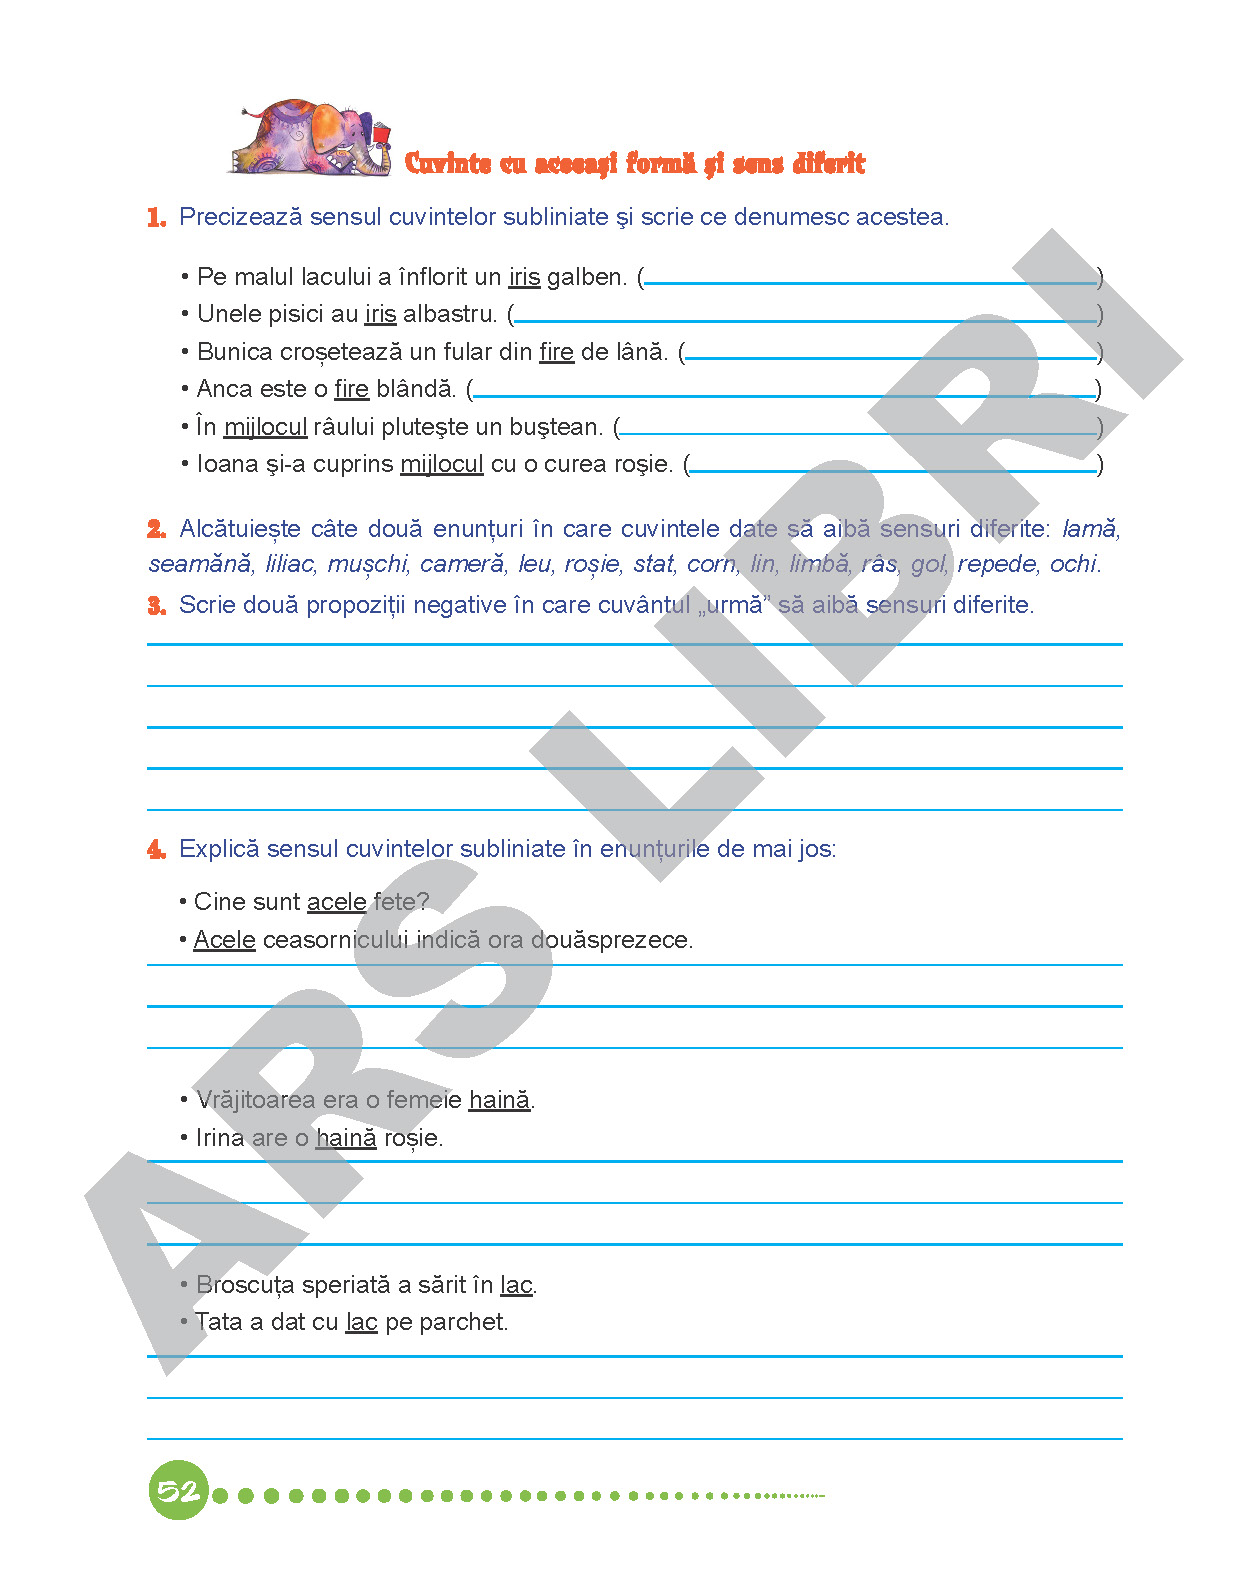 Cuvinte cu aceeași formă și sens diferit
1. Precizează sensul cuvintelor subliniate şi scrie ce denumesc acestea.
• Pe malul lacului a înflorit un iris galben. ( )
• Unele pisici au iris albastru. ( )
• Bunica croșetează un fular din fire de lână. ( )
• Anca este o fire blândă. ( )
• În mijlocul râului pluteşte un buştean. ( )
• Ioana şi-a cuprins mijlocul cu o curea roşie. ( )
2. Alcătuiește câte două enunțuri în care cuvintele date să aibă sensuri diferite: lamă,
seamănă, liliac, mușchi, cameră, leu, roșie, stat, corn, lin, limbă, râs, gol, repede, ochi.
3. Scrie două propoziții negative în care cuvântul „urmă” să aibă sensuri diferite.
4. Explică sensul cuvintelor subliniate în enunțurile de mai jos:
• Cine sunt acele fete?
• Acele ceasornicului indică ora douăsprezece.
• Vrăjitoarea era o femeie haină.
• Irina are o haină roșie.
• Broscuța speriată a sărit în lac.
• Tata a dat cu lac pe parchet.
52
ARS LIBRI